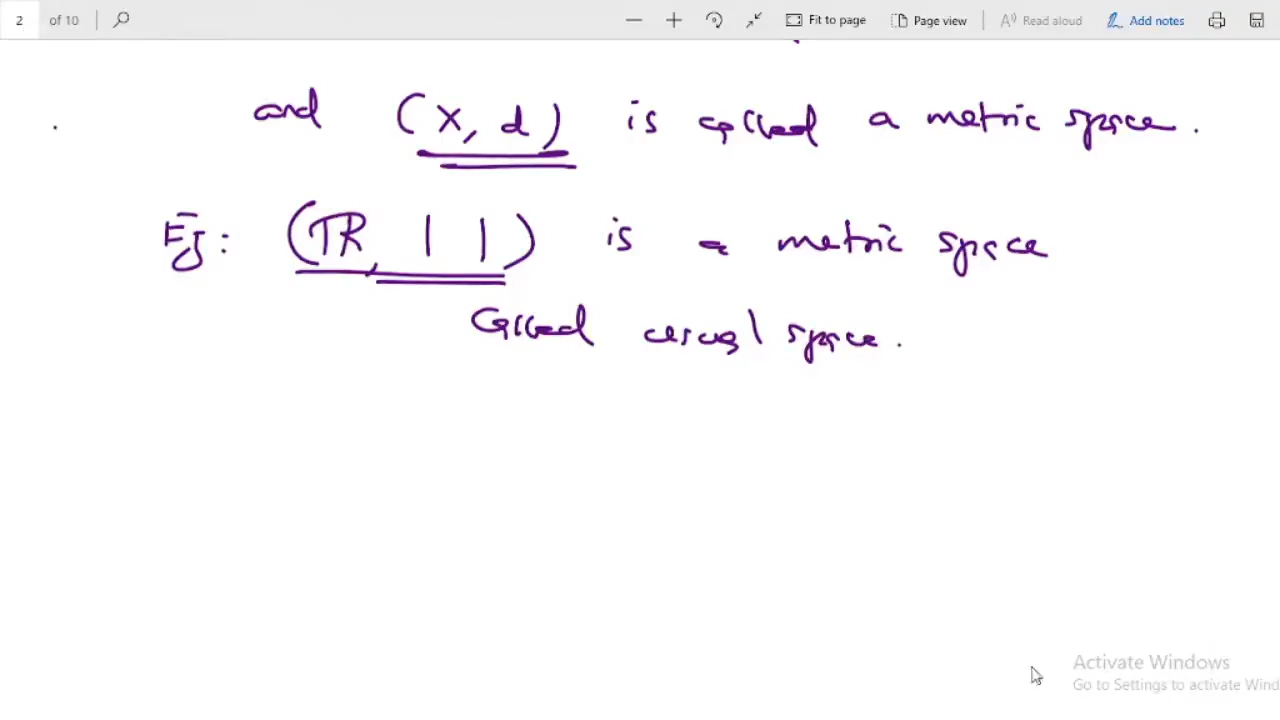 2 of 10 Fit to page Page view Read aloud Add notes
and (X, d) is called a metric space.
Eg: (ℝ, | |) is a metric space
Called usual space.
Activate Windows
Go to Settings to activate Wind